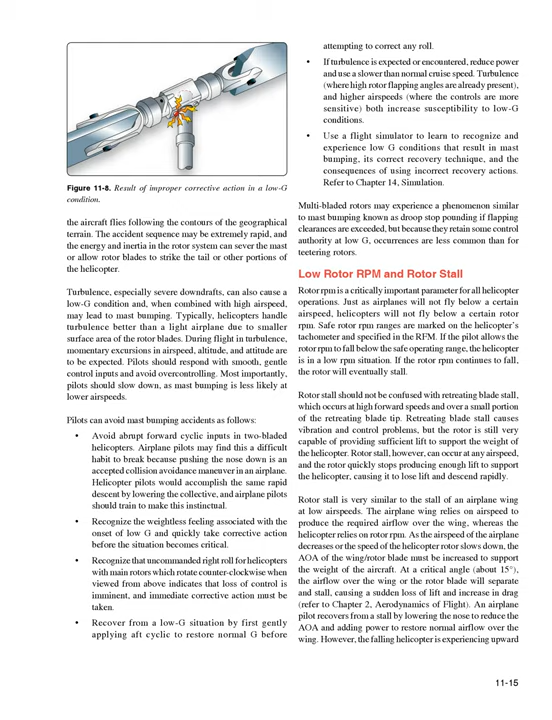 Figure 11-8. Result of improper corrective action in a low-G
condition.
the aircraft flies following the contours of the geographical
terrain. The accident sequence may be extremely rapid, and
the energy and inertia in the rotor system can sever the mast
or allow rotor blades to strike the tail or other portions of
the helicopter.
Turbulence, especially severe downdrafts, can also cause a
low-G condition and, when combined with high airspeed,
may lead to mast bumping. Typically, helicopters handle
turbulence better than a light airplane due to smaller
surface area of the rotor blades. During flight in turbulence,
momentary excursions in airspeed, altitude, and attitude are
to be expected. Pilots should respond with smooth, gentle
control inputs and avoid overcontrolling. Most importantly,
pilots should slow down, as mast bumping is less likely at
lower airspeeds.
Pilots can avoid mast bumping accidents as follows:
• Avoid abrupt forward cyclic inputs in two-bladed
helicopters. Airplane pilots may find this a difficult
habit to break because pushing the nose down is an
accepted collision avoidance maneuver in an airplane.
Helicopter pilots would accomplish the same rapid
descent by lowering the collective, and airplane pilots
should train to make this instinctual.
• Recognize the weightless feeling associated with the
onset of low G and quickly take corrective action
before the situation becomes critical.
• Recognize that uncommanded right roll for helicopters
with main rotors which rotate counter-clockwise when
viewed from above indicates that loss of control is
imminent, and immediate corrective action must be
taken.
• Recover from a low-G situation by first gently
applying aft cyclic to restore normal G before
attempting to correct any roll.
• If turbulence is expected or encountered, reduce power
and use a slower than normal cruise speed. Turbulence
(where high rotor flapping angles are already present),
and higher airspeeds (where the controls are more
sensitive) both increase susceptibility to low-G
conditions.
• Use a flight simulator to learn to recognize and
experience low G conditions that result in mast
bumping, its correct recovery technique, and the
consequences of using incorrect recovery actions.
Refer to Chapter 14, Simulation.
Multi-bladed rotors may experience a phenomenon similar
to mast bumping known as droop stop pounding if flapping
clearances are exceeded, but because they retain some control
authority at low G, occurrences are less common than for
teetering rotors.
Low Rotor RPM and Rotor Stall
Rotor rpm is a critically important parameter for all helicopter
operations. Just as airplanes will not fly below a certain
airspeed, helicopters will not fly below a certain rotor
rpm. Safe rotor rpm ranges are marked on the helicopter's
tachometer and specified in the RFM. If the pilot allows the
rotor rpm to fall below the safe operating range, the helicopter
is in a low rpm situation. If the rotor rpm continues to fall,
the rotor will eventually stall.
Rotor stall should not be confused with retreating blade stall,
which occurs at high forward speeds and over a small portion
of the retreating blade tip. Retreating blade stall causes
vibration and control problems, but the rotor is still very
capable of providing sufficient lift to support the weight of
the helicopter. Rotor stall, however, can occur at any airspeed,
and the rotor quickly stops producing enough lift to support
the helicopter, causing it to lose lift and descend rapidly.
Rotor stall is very similar to the stall of an airplane wing
at low airspeeds. The airplane wing relies on airspeed to
produce the required airflow over the wing, whereas the
helicopter relies on rotor rpm. As the airspeed of the airplane
decreases or the speed of the helicopter rotor slows down, the
AOA of the wing/rotor blade must be increased to support
the weight of the aircraft. At a critical angle (about 15°),
the airflow over the wing or the rotor blade will separate
and stall, causing a sudden loss of lift and increase in drag
(refer to Chapter 2, Aerodynamics of Flight). An airplane
pilot recovers from a stall by lowering the nose to reduce the
AOA and adding power to restore normal airflow over the
wing. However, the falling helicopter is experiencing upward
11-15